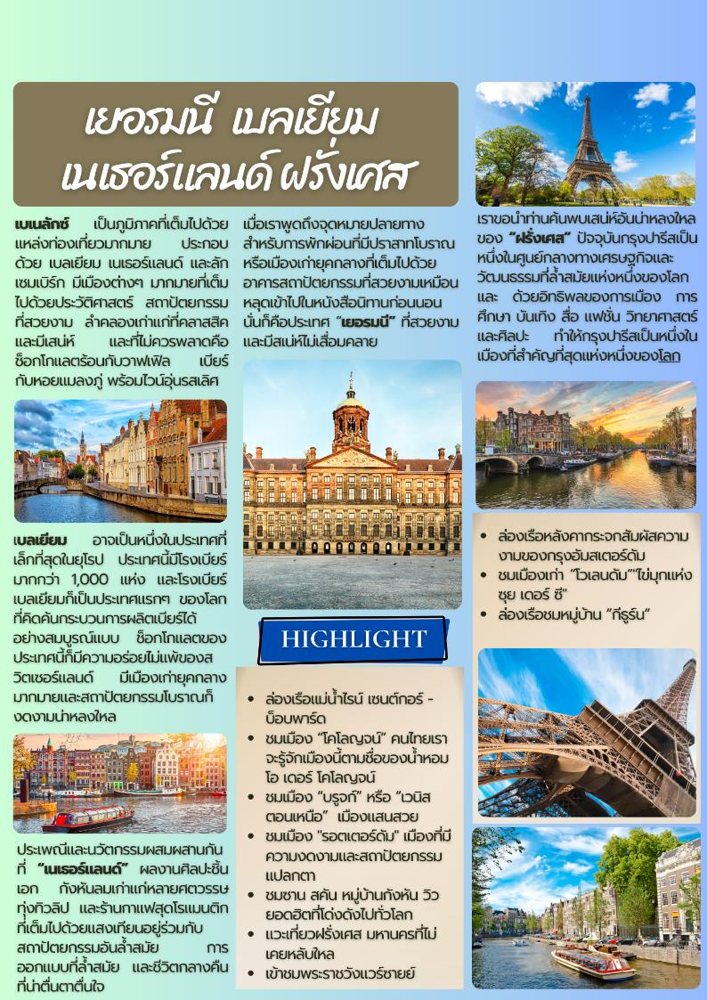 เยอรมนี เบลเยียม
เนเธอร์แลนด์ ฝรั่งเศส
เบเนลักซ์ เป็นภูมิภาคที่เต็มไปด้วย
แหล่งท่องเที่ยวมากมาย ประกอบ
ด้วย เบลเยียม เนเธอร์แลนด์ และลัก
เซมเบิร์ก มีเมืองต่างๆ มากมายที่เต็ม
ไปด้วยประวัติศาสตร์ สถาปัตยกรรม
ที่สวยงาม ลำคลองเก่าแก่ที่คลาสสิค
และมีเสน่ห์ และที่ไม่ควรพลาดคือ
ช็อกโกแลตร้อนกับวาฟเฟิล เบียร์
กับหอยแมลงภู่ พร้อมไวน์อุ่นรสเลิศ
เบลเยียม อาจเป็นหนึ่งในประเทศที่
เล็กที่สุดในยุโรป ประเทศนี้มีโรงเบียร์
มากกว่า 1,000 แห่ง และโรงเบียร์
เบลเยียมก็เป็นประเทศแรกๆ ของโลก
ที่คิดค้นกระบวนการผลิตเบียร์ได้
อย่างสมบูรณ์แบบ ช็อกโกแลตของ
ประเทศนี้ก็มีความอร่อยไม่แพ้ของส
วิตเซอร์แลนด์ มีเมืองเก่ายุคกลาง
มากมายและสถาปัตยกรรมโบราณก็
งดงามน่าหลงใหล
ประเพณีและนวัตกรรมผสมผสานกัน
ที่ “เนเธอร์แลนด์” ผลงานศิลปะชิ้น
เอก กังหันลมเก่าแก่หลายศตวรรษ
ทุ่งทิวลิป และร้านกาแฟสุดโรแมนติก
ที่เต็มไปด้วยแสงเทียนอยู่ร่วมกับ
สถาปัตยกรรมอันล้ำสมัย การ
ออกแบบที่ล้ำสมัย และชีวิตกลางคืน
ที่น่าตื่นตาตื่นใจ
เมื่อเราพูดถึงจุดหมายปลายทาง
สำหรับการพักผ่อนที่มีปราสาทโบราณ
หรือเมืองเก่ายุคกลางที่เต็มไปด้วย
อาคารสถาปัตยกรรมที่สวยงามเหมือน
หลุดเข้าไปในหนังสือนิทานก่อนนอน
นั่นก็คือประเทศ “เยอรมนี” ที่สวยงาม
และมีสเน่ห์ไม่เสื่อมคลาย
HIGHLIGHT
• ล่องเรือแม่น้ำไรน์ เซนต์กอร์ -
บ็อบพาร์ด
• ชมเมือง “โคโลญจน์” คนไทยเรา
จะรู้จักเมืองนี้ตามชื่อของน้ำหอม
โอ เดอร์ โคโลญจน์
• ชมเมือง “บรูจก์” หรือ “เวนิส
ตอนเหนือ” เมืองแสนสวย
• ชมเมือง "รอตเตอร์ดัม" เมืองที่มี
ความงดงามและสถาปัตยกรรม
แปลกตา
• ชมซาน สคัน หมู่บ้านกังหัน วิว
ยอดฮิตที่โด่งดังไปทั่วโลก
• แวะเที่ยวฝรั่งเศส มหานครที่ไม่
เคยหลับใหล
• เข้าชมพระราชวังแวร์ซายย์
เราขอนำท่านค้นพบเสน่ห์อันน่าหลงใหล
ของ “ฝรั่งเศส” ปัจจุบันกรุงปารีสเป็น
หนึ่งในศูนย์กลางทางเศรษฐกิจและ
วัฒนธรรมที่ล้ำสมัยแห่งหนึ่งของโลก
และ ด้วยอิทธิพลของการเมือง การ
ศึกษา บันเทิง สื่อ แฟชั่น วิทยาศาสตร์
และศิลปะ ทำให้กรุงปารีสเป็นหนึ่งใน
เมืองที่สำคัญที่สุดแห่งหนึ่งของโลก
• ล่องเรือหลังคากระจกสัมผัสความ
งามของกรุงอัมสเตอร์ดัม
• ชมเมืองเก่า “โวเลนดัม”“ไข่มุกแห่ง
ซุย เดอร์ ซี"
• ล่องเรือชมหมู่บ้าน “กีธูร์น”